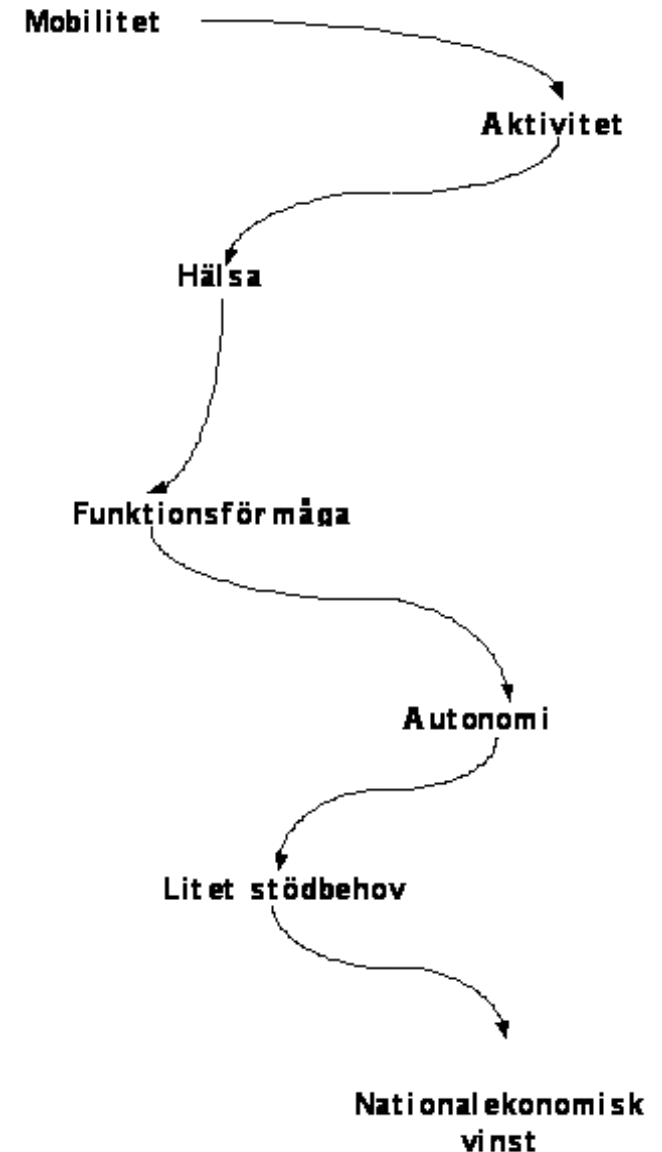 Mobilitet
Aktivitet
Hälsa
Funktionsförmåga
Autonomi
Litet stödbehov
Nationalekonomisk
vinst